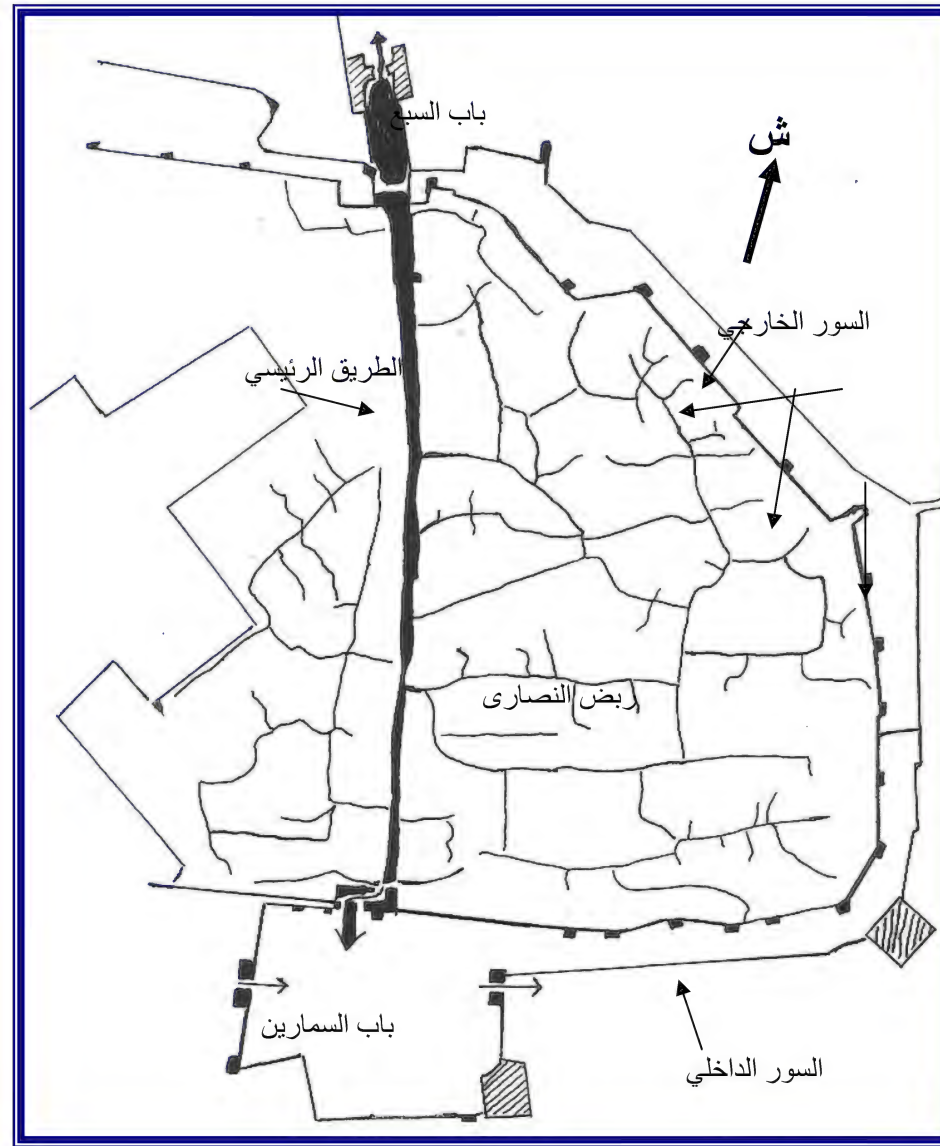 باب السبع
ش
السور الخارجي
الطريق الرئيسي
ربض النصارى
باب السمارين
السور الداخلي